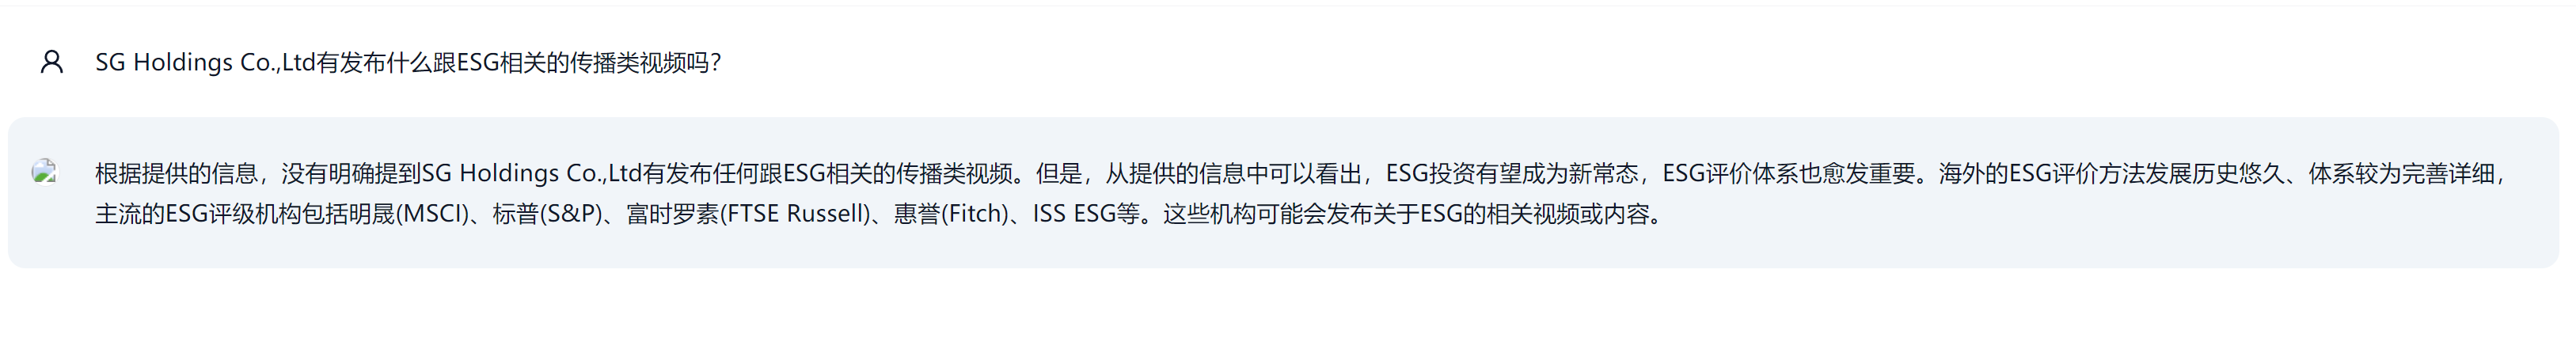 SG Holdings Co.,Ltd有发布什么跟ESG相关的传播类视频吗？
根据提供的信息，没有明确提到SG Holdings Co.,Ltd有发布任何跟ESG相关的传播类视频。但是，从提供的信息中可以看出，ESG投资有望成为新常态，ESG评价体系也愈发重要。海外的ESG评价方法发展历史悠久、体系较为完善详细，
主流的ESG评级机构包括明晟(MSCI)、标普(S&P)、富时罗素(FTSE Russell)、惠誉(Fitch)、ISS ESG等。这些机构可能会发布关于ESG的相关视频或内容。